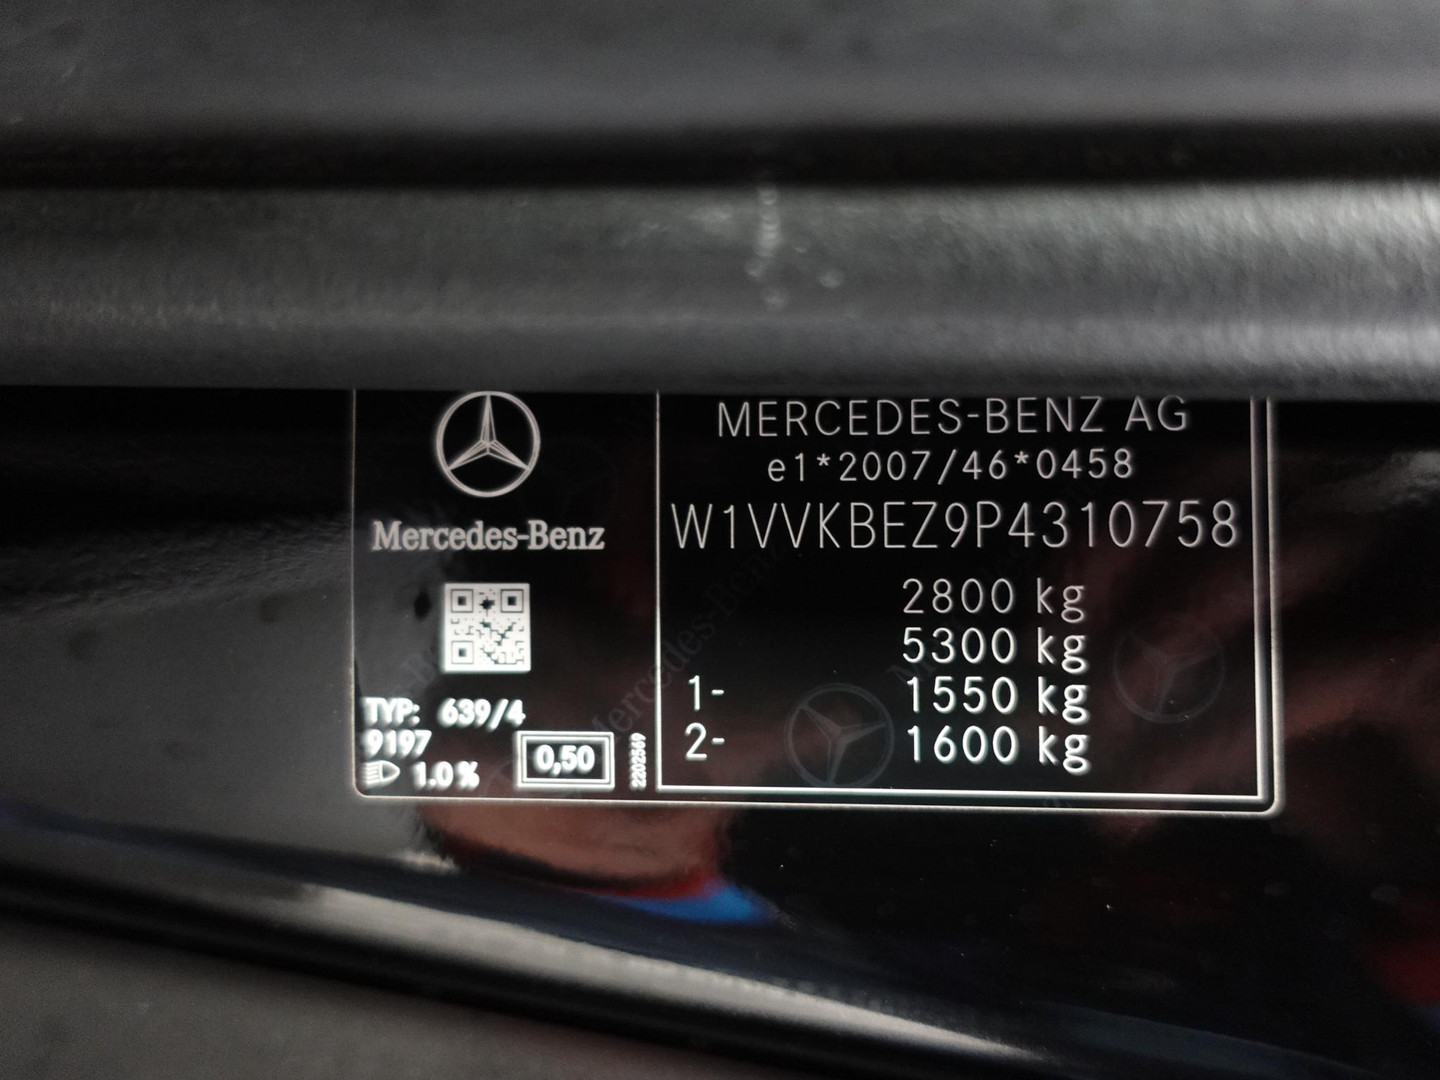 Mercedes-Benz
TYP: 639/4
9197
1.0%
0,50
2202569
MERCEDES-BENZ AG
e1*2007/46*0458
W1VVKBEZ9P4310758
2800 kg
5300 kg
1- 1550 kg
2- 1600 kg